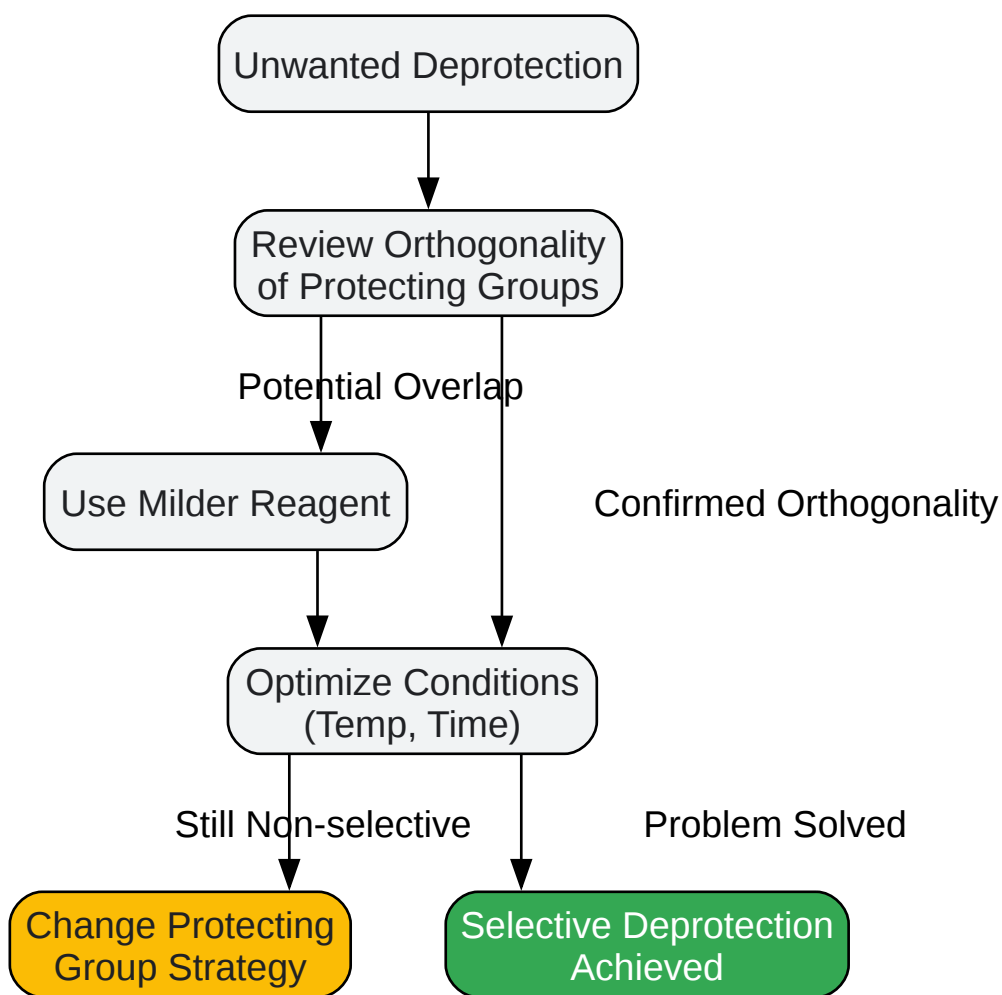 Unwanted Deprotection
Review Orthogonality
of Protecting Groups
Potential Overlap
Use Milder Reagent
Confirmed Orthogonality
Optimize Conditions
(Temp, Time)
Still Non-selective
Problem Solved
Change Protecting
Group Strategy
Selective Deprotection
Achieved